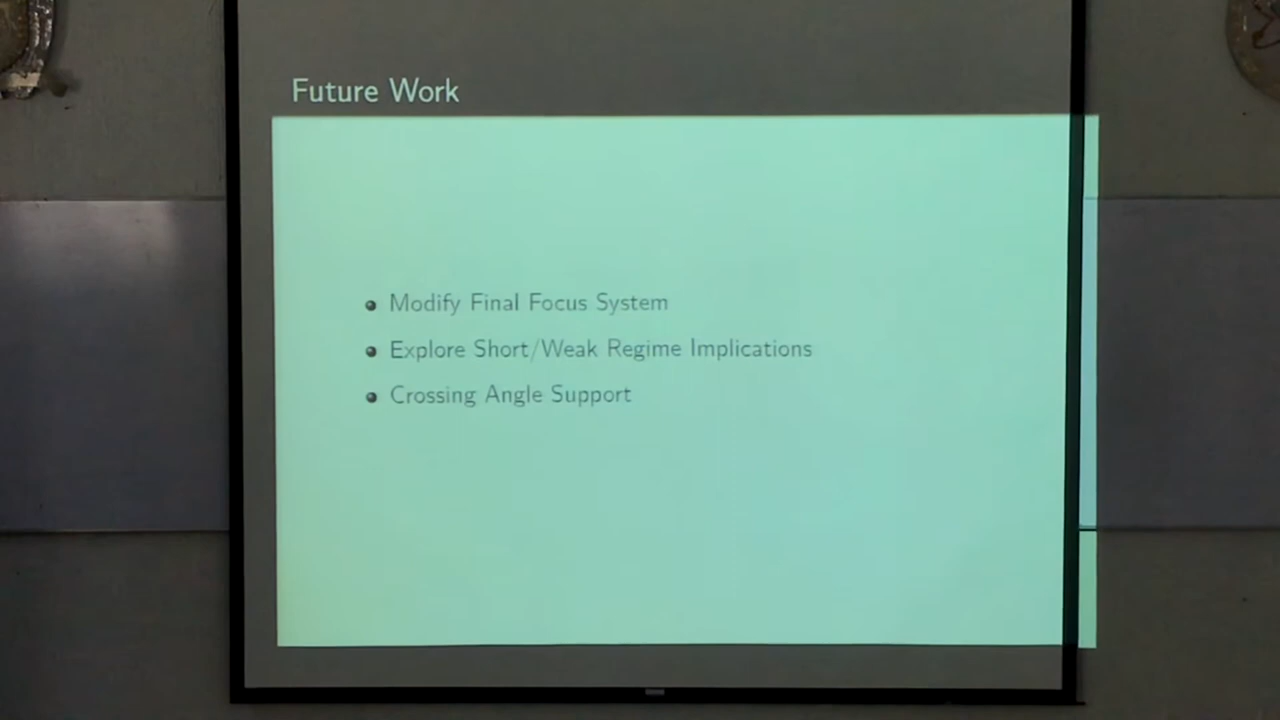 Future Work
Modify Final Focus System
Explore Short/Weak Regime Implications
Crossing Angle Support